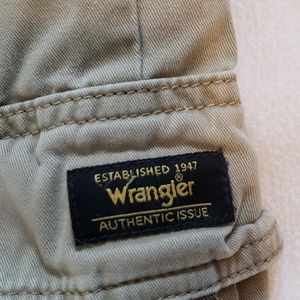 ESTABLISHED 1947
Wrangler®
AUTHENTIC ISSUE